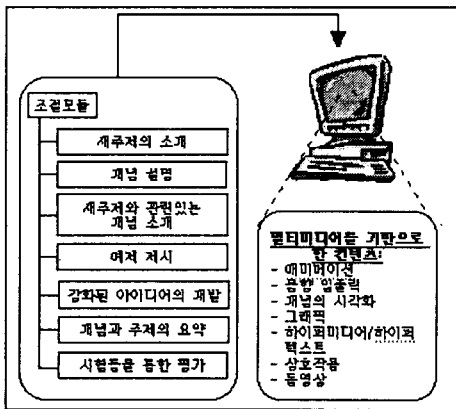 조결모듈
새주제의 소개
개념 설명
새주제와 관련있는
개념 소개
예제 제시
강화된 아이디어의 재발
개념과 주제의 요약
시험등을 통한 평가
멀티미디어를 기반으로
한 컨텐츠:
- 애니메이션
- 음향 입출력
- 개념의 시각화
- 그래픽
- 하이퍼미디어/하이퍼
텍스트
- 상호작용
- 동영상